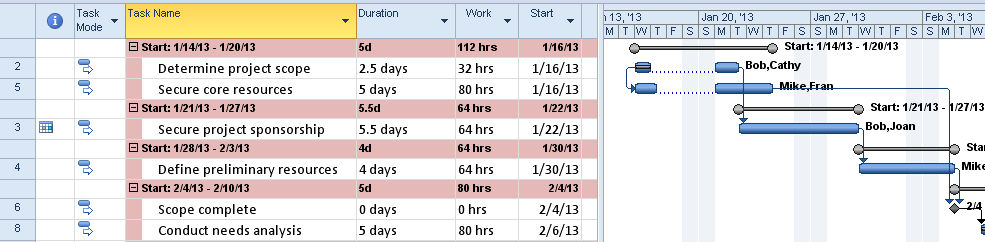 Task Mode Task Name Duration Work Start 13, '13 Jan 20, '13 Jan 27, '13 Feb 3, '13
M T W T F S S M T W T F S S M T W T F S S M T W
Start: 1/14/13 - 1/20/13 5d 112 hrs 1/16/13 Start: 1/14/13 - 1/20/13
2 Determine project scope 2.5 days 32 hrs 1/16/13 Bob,Cathy
5 Secure core resources 5 days 80 hrs 1/16/13 Mike,Fran
Start: 1/21/13 - 1/27/13 5.5d 64 hrs 1/22/13 Start: 1/21/13 - 1/27/13
3 Secure project sponsorship 5.5 days 64 hrs 1/22/13 Bob,Joan
Start: 1/28/13 - 2/3/13 4d 64 hrs 1/30/13 Sta
4 Define preliminary resources 4 days 64 hrs 1/30/13 Mike
Start: 2/4/13 - 2/10/13 5d 80 hrs 2/4/13
6 Scope complete 0 days 0 hrs 2/4/13 2/4
8 Conduct needs analysis 5 days 80 hrs 2/6/13